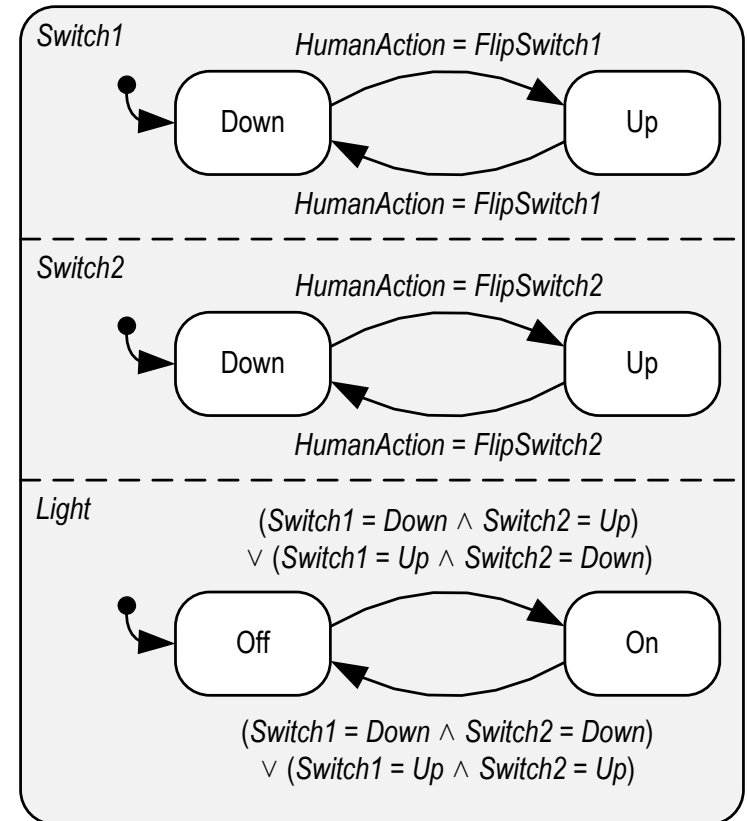 Switch1
HumanAction = FlipSwitch1
Down
Up
HumanAction = FlipSwitch1
Switch2
HumanAction = FlipSwitch2
Down
Up
HumanAction = FlipSwitch2
Light
(Switch1 = Down ∧ Switch2 = Up)
∨ (Switch1 = Up ∧ Switch2 = Down)
Off
On
(Switch1 = Down ∧ Switch2 = Down)
∨ (Switch1 = Up ∧ Switch2 = Up)